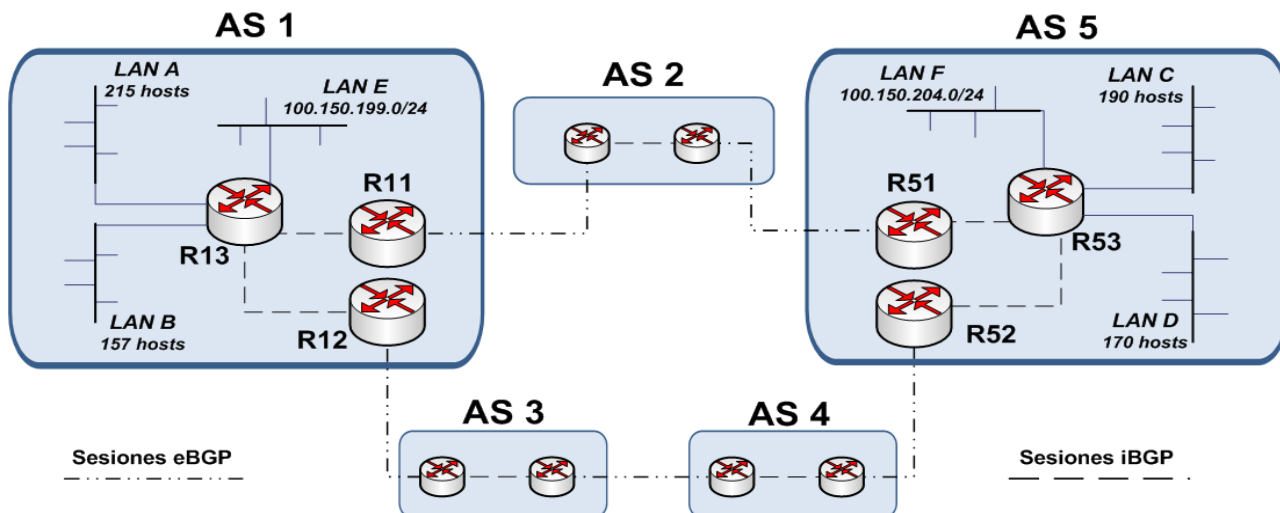 AS 1
LAN A
215 hosts
LAN E
100.150.199.0/24
R11
R13
R12
LAN B
157 hosts
AS 2
AS 5
LAN F
100.150.204.0/24
LAN C
190 hosts
R51
R53
R52
LAN D
170 hosts
AS 3
AS 4
Sesiones eBGP
Sesiones iBGP